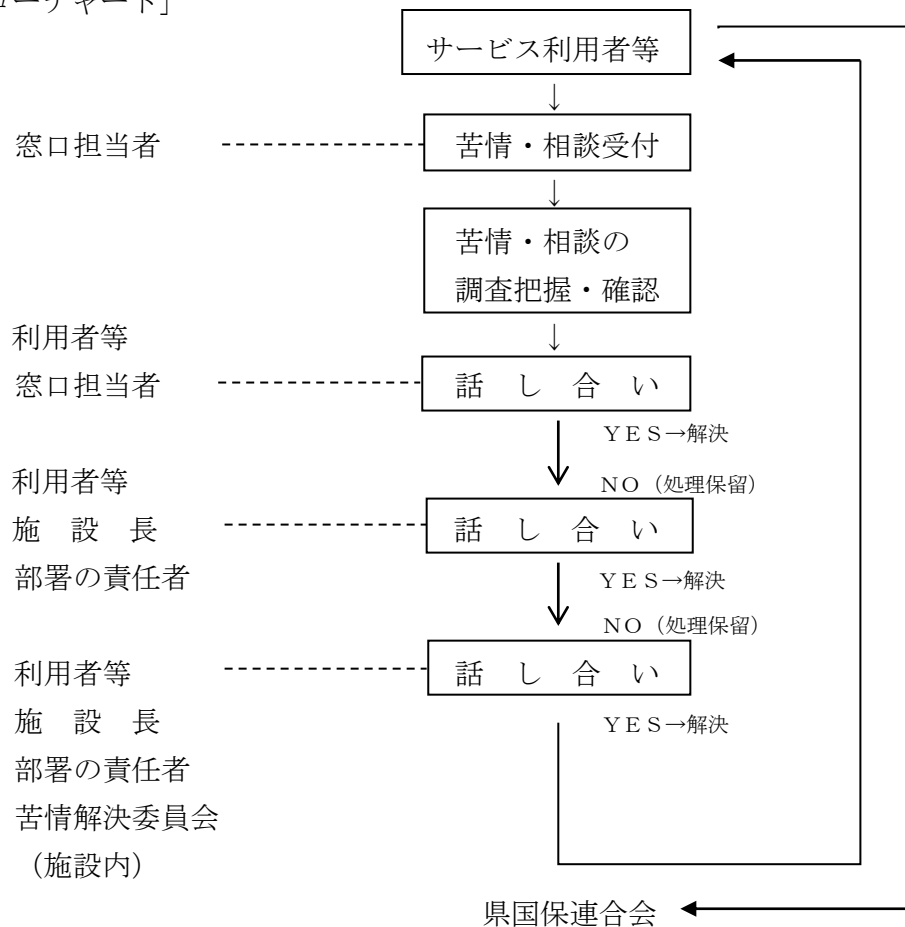 ーチャート］
サービス利用者等
↓
窓口担当者
苦情・相談受付
↓
苦情・相談の
調査把握・確認
↓
利用者等
窓口担当者
話 し 合 い
ＹＥＳ→解決
ＮＯ（処理保留）
利用者等
施 設 長
部署の責任者
話 し 合 い
ＹＥＳ→解決
ＮＯ（処理保留）
利用者等
施 設 長
部署の責任者
苦情解決委員会
（施設内）
話 し 合 い
ＹＥＳ→解決
県国保連合会